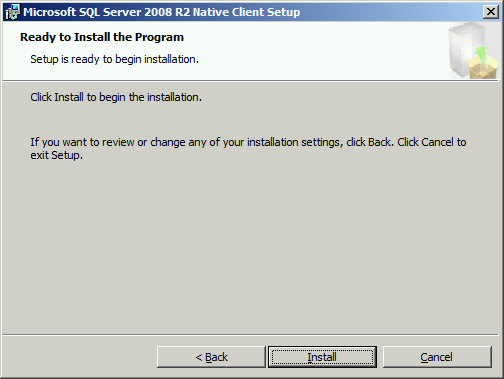 Microsoft SQL Server 2008 R2 Native Client Setup
Ready to Install the Program
Setup is ready to begin installation.
Click Install to begin the installation.
If you want to review or change any of your installation settings, click Back. Click Cancel to
exit Setup.
< Back
Install
Cancel